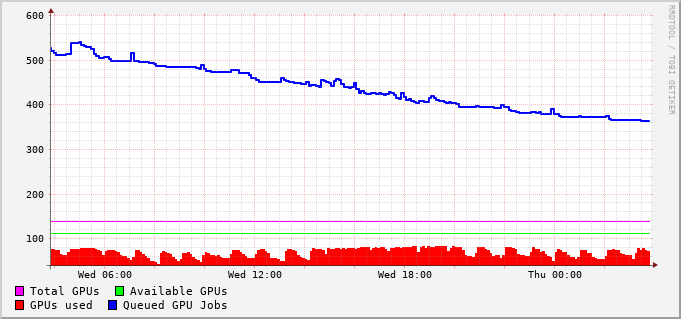 600
500
400
300
200
100
Wed 06:00 Wed 12:00 Wed 18:00 Thu 00:00
Total GPUs Available GPUs
GPUs used Queued GPU Jobs
RRDTOOL / TOBI OETIKER